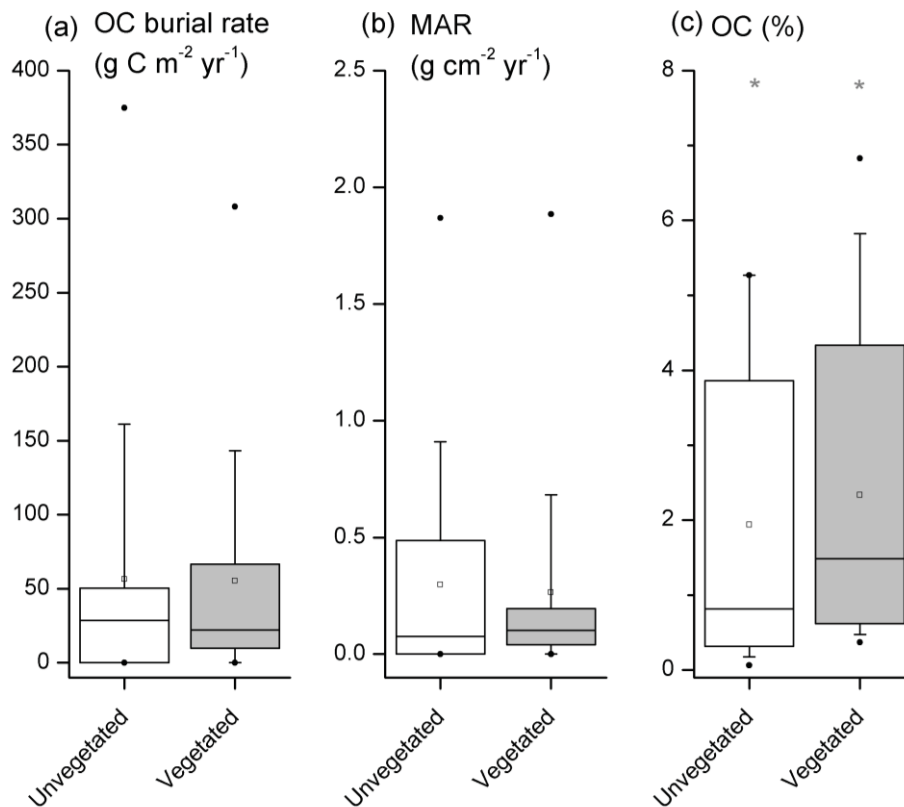 (a) OC burial rate
(g C m⁻² yr⁻¹)
400
350
300
250
200
150
100
50
0
Unvegetated
Vegetated
(b) MAR
(g cm⁻² yr⁻¹)
2.5
2.0
1.5
1.0
0.5
0.0
Unvegetated
Vegetated
(c) OC (%)
8
6
4
2
0
* *
Unvegetated
Vegetated